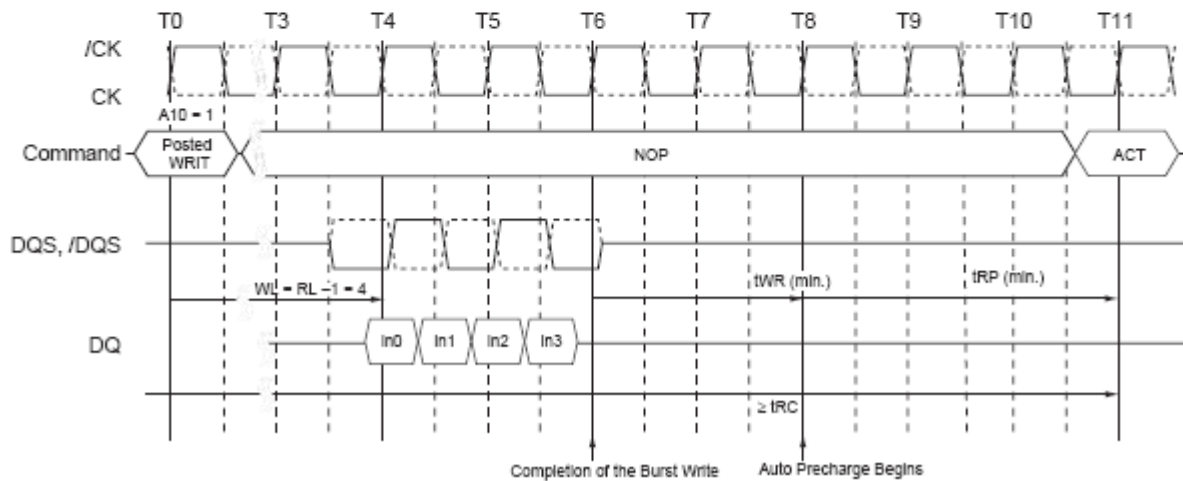 T0 T3 T4 T5 T6 T7 T8 T9 T10 T11
/CK
CK
A10 = 1
Command
Posted
WRIT
NOP
ACT
DQS, /DQS
WL = RL –1 = 4
tWR (min.)
tRP (min.)
DQ
In0 In1 In2 In3
≥ tRC
Completion of the Burst Write
Auto Precharge Begins